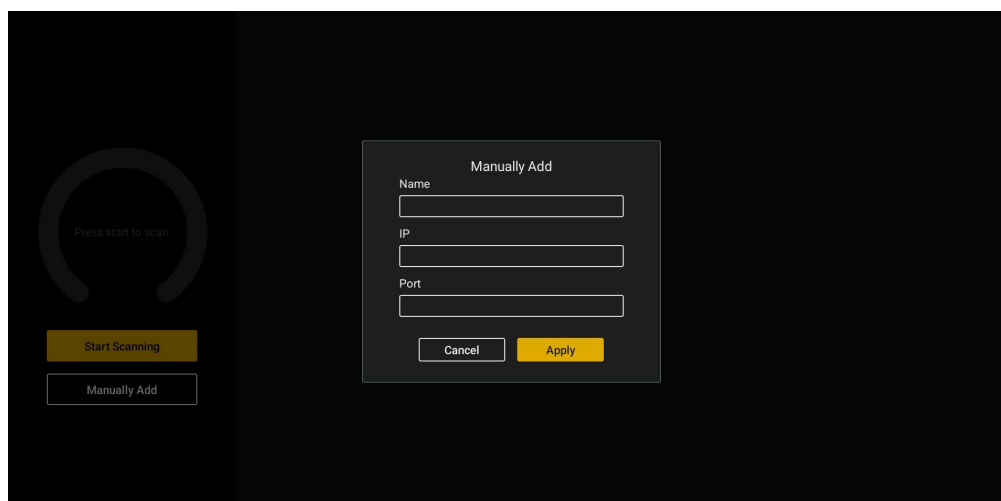 Press start to scan
Start Scanning
Manually Add
Manually Add
Name
IP
Port
Cancel
Apply